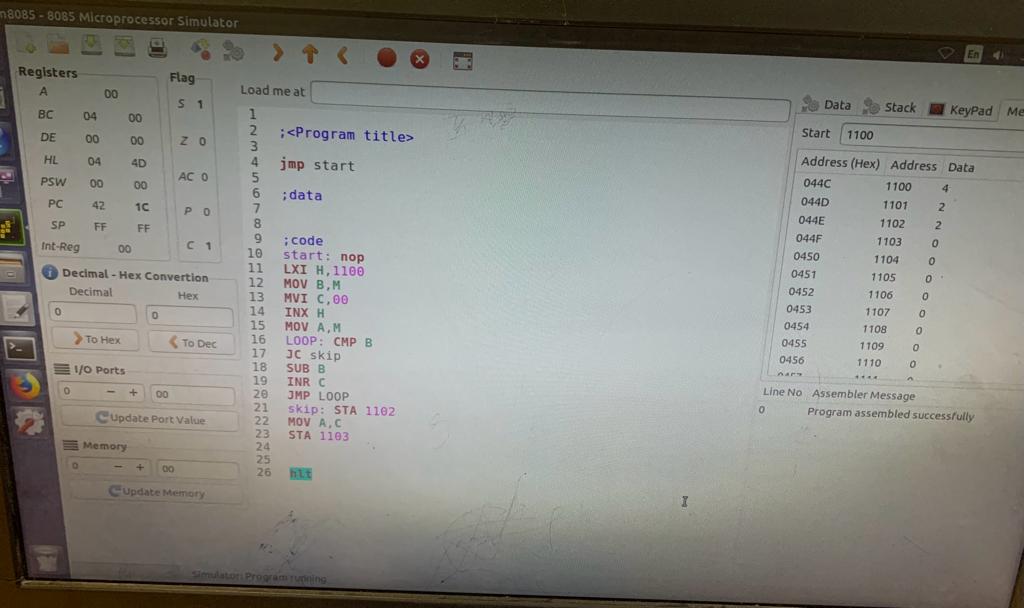 n8085 - 8085 Microprocessor Simulator
En
Registers
Flag
A 00
BC 04 00
DE 00 00
HL 04 4D
PSW 00 00
PC 42 1C
SP FF FF
Int-Reg 00
S 1
Z 0
AC 0
P 0
C 1
Decimal - Hex Convertion
Decimal Hex
0 0
To Hex To Dec
I/O Ports
0 − + 00
Update Port Value
Memory
0 − + 00
Update Memory
Load me at
1
2 ;<Program title>
3
4 jmp start
5
6 ;data
7
8
9 ;code
10 start: nop
11 LXI H,1100
12 MOV B,M
13 MVI C,00
14 INX H
15 MOV A,M
16 LOOP: CMP B
17 JC skip
18 SUB B
19 INR C
20 JMP LOOP
21 skip: STA 1102
22 MOV A,C
23 STA 1103
24
25
26 hlt
Data Stack KeyPad Me
Start 1100
Address (Hex) Address Data
044C 1100 4
044D 1101 2
044E 1102 2
044F 1103 0
0450 1104 0
0451 1105 0
0452 1106 0
0453 1107 0
0454 1108 0
0455 1109 0
0456 1110 0
Line No Assembler Message
0 Program assembled successfully
Simulator: Program running